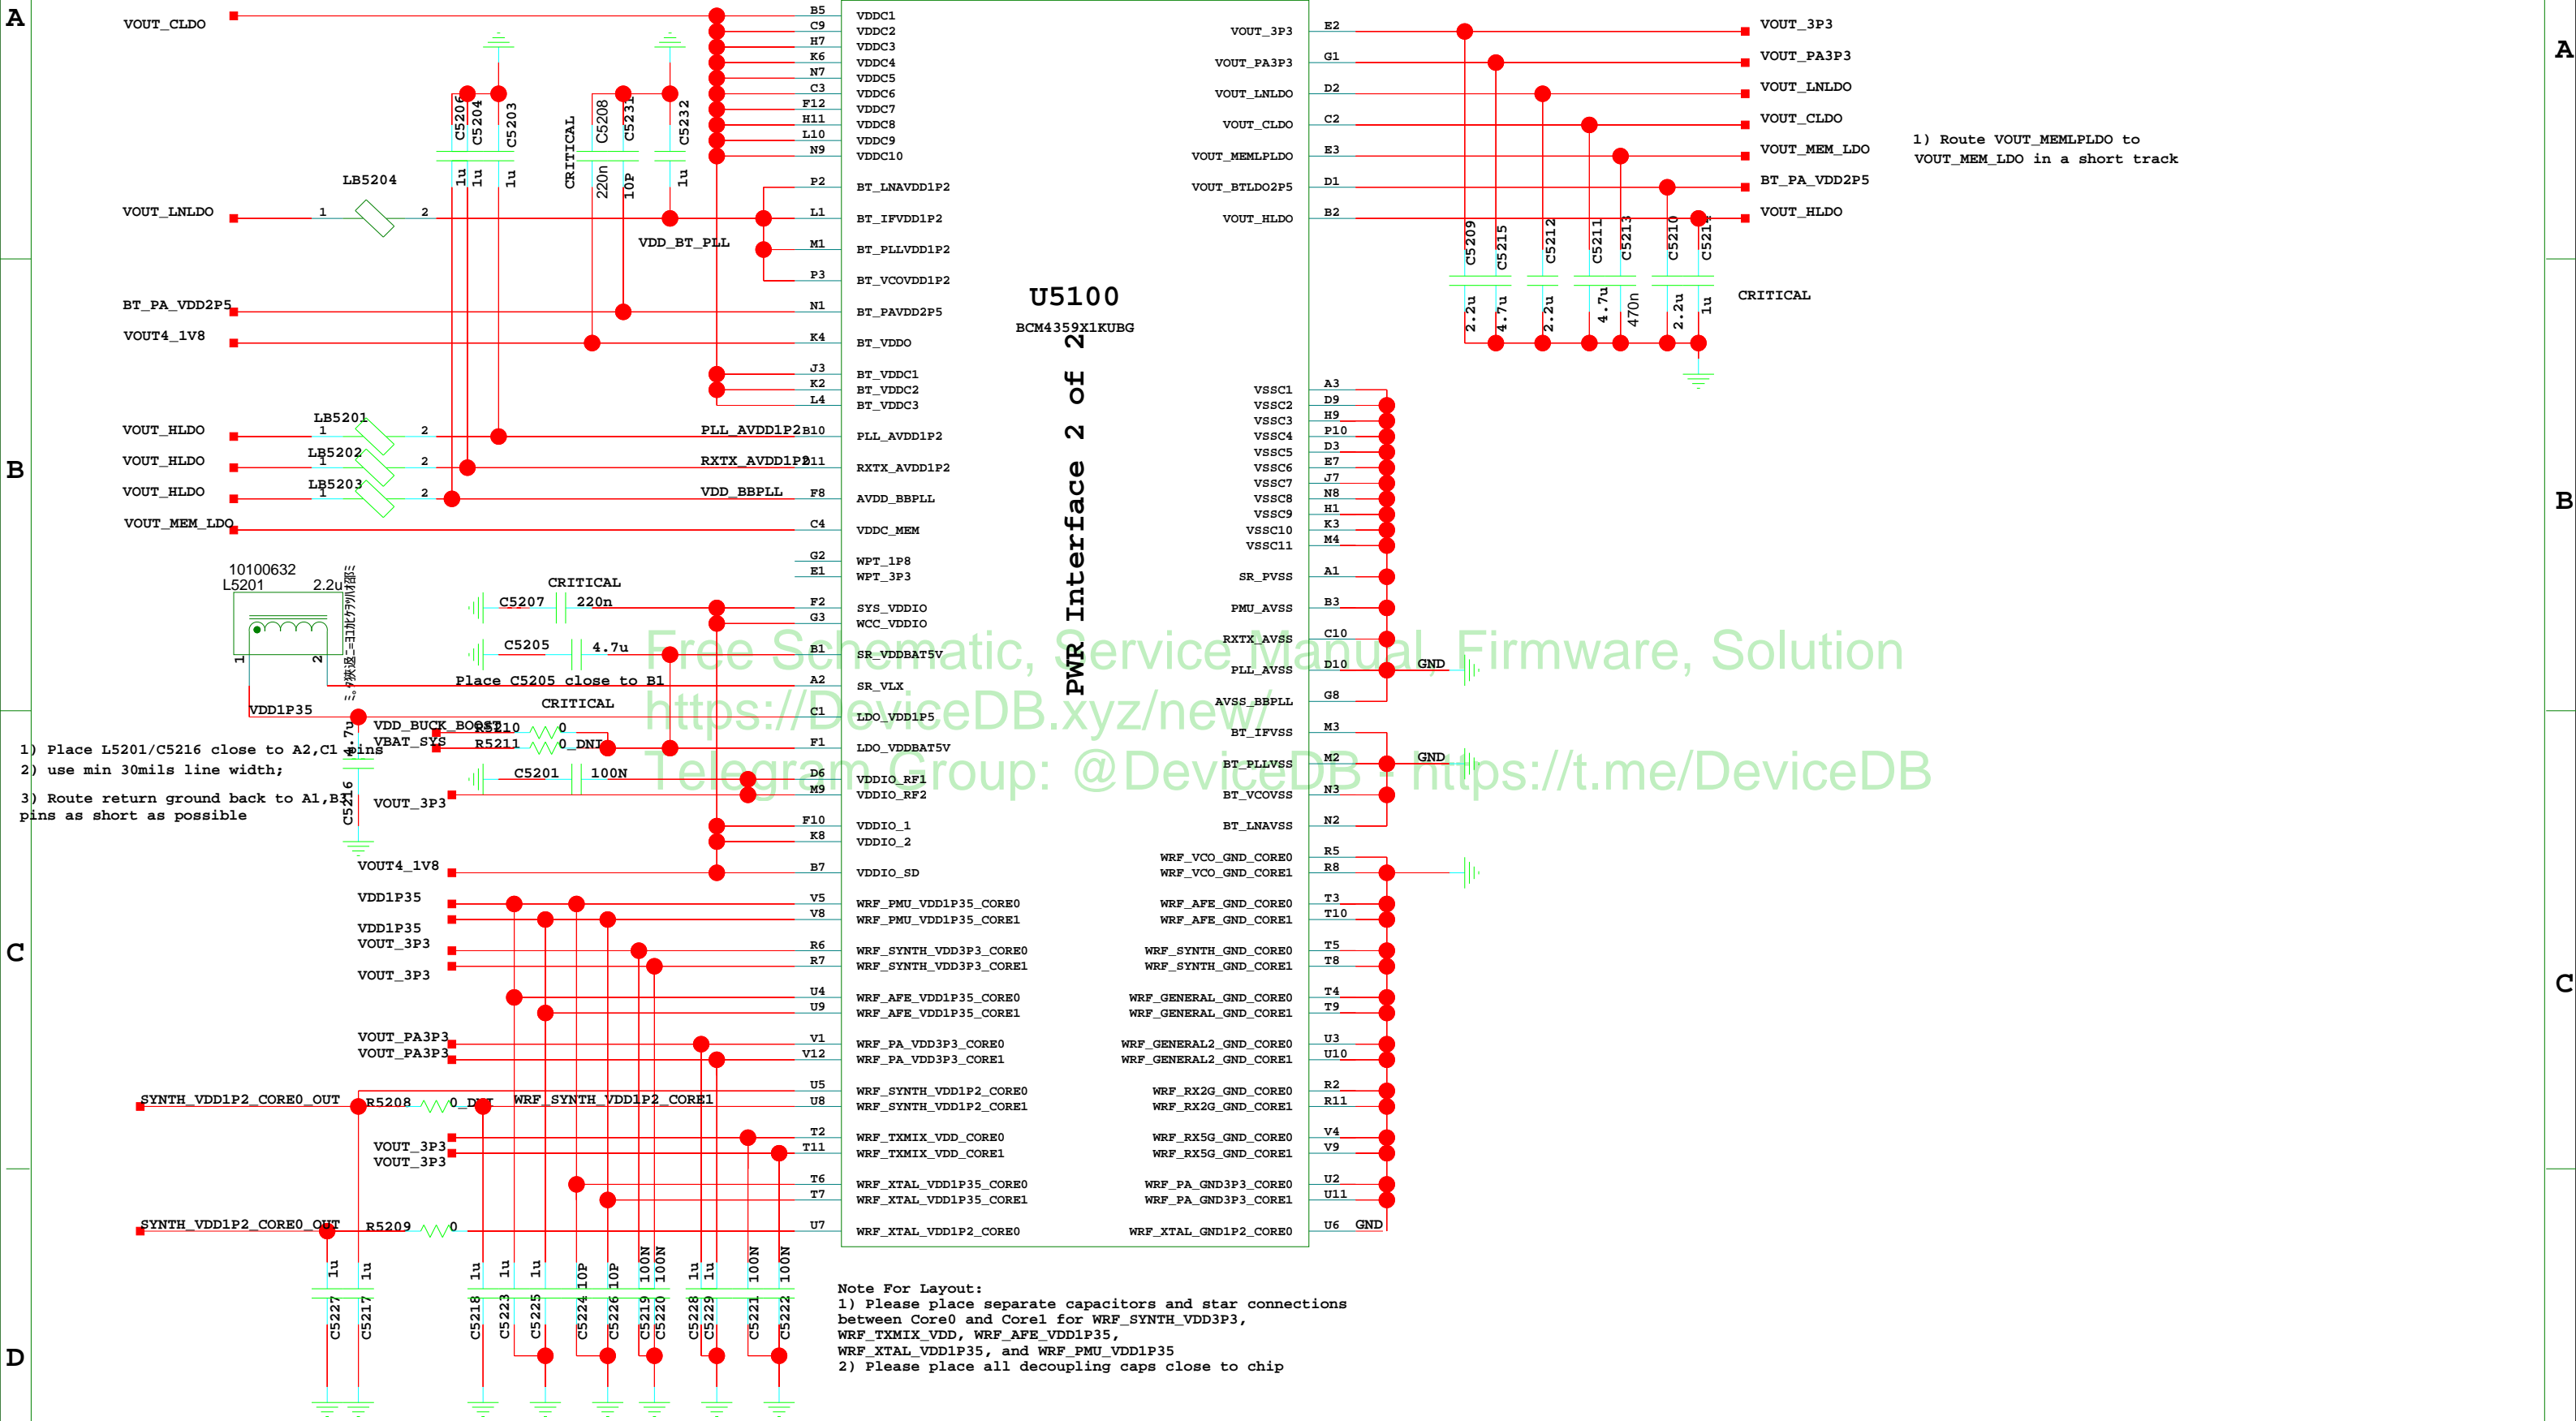 A
A
B
B
C
C
D
VOUT_CLDO
VOUT_LNLDO
LB5204
1
2
C5206
C5204
C5203
1u
1u
1u
CRITICAL
C5208
C5231
C5232
220n
10P
1u
VDD_BT_PLL
BT_PA_VDD2P5
VOUT4_1V8
VOUT_HLDO
LB5201
1
2
PLL_AVDD1P2
VOUT_HLDO
LB5202
1
2
RXTX_AVDD1P2
VOUT_HLDO
LB5203
1
2
VDD_BBPLL
VOUT_MEM_LDO
10100632
L5201
2.2u
1
2
CRITICAL
C5207
220n
C5205
4.7u
Place C5205 close to B1
CRITICAL
VDD1P35
VDD_BUCK_BOOST
R5210
0
VBAT_SYS
R5211
0_DNI
C5201
100N
VOUT_3P3
4.7u
C5216
1) Place L5201/C5216 close to A2,C1 pins
2) use min 30mils line width;
3) Route return ground back to A1,B3
pins as short as possible
VOUT4_1V8
VDD1P35
VDD1P35
VOUT_3P3
VOUT_3P3
VOUT_PA3P3
VOUT_PA3P3
SYNTH_VDD1P2_CORE0_OUT
R5208
0_DNI
WRF_SYNTH_VDD1P2_CORE1
VOUT_3P3
VOUT_3P3
SYNTH_VDD1P2_CORE0_OUT
R5209
0
1u
1u
1u
1u
1u
10P
10P
100N
100N
1u
1u
100N
100N
C5227
C5217
C5218
C5223
C5225
C5224
C5226
C5219
C5220
C5228
C5229
C5221
C5222
B5 VDDC1
C9 VDDC2
H7 VDDC3
K6 VDDC4
N7 VDDC5
C3 VDDC6
F12 VDDC7
H11 VDDC8
L10 VDDC9
N9 VDDC10
P2 BT_LNAVDD1P2
L1 BT_IFVDD1P2
M1 BT_PLLVDD1P2
P3 BT_VCOVDD1P2
N1 BT_PAVDD2P5
K4 BT_VDDO
J3 BT_VDDC1
K2 BT_VDDC2
L4 BT_VDDC3
B10 PLL_AVDD1P2
D11 RXTX_AVDD1P2
F8 AVDD_BBPLL
C4 VDDC_MEM
G2 WPT_1P8
E1 WPT_3P3
F2 SYS_VDDIO
G3 WCC_VDDIO
B1 SR_VDDBAT5V
A2 SR_VLX
C1 LDO_VDD1P5
F1 LDO_VDDBAT5V
D6 VDDIO_RF1
M9 VDDIO_RF2
F10 VDDIO_1
K8 VDDIO_2
B7 VDDIO_SD
V5 WRF_PMU_VDD1P35_CORE0
V8 WRF_PMU_VDD1P35_CORE1
R6 WRF_SYNTH_VDD3P3_CORE0
R7 WRF_SYNTH_VDD3P3_CORE1
U4 WRF_AFE_VDD1P35_CORE0
U9 WRF_AFE_VDD1P35_CORE1
V1 WRF_PA_VDD3P3_CORE0
V12 WRF_PA_VDD3P3_CORE1
U5 WRF_SYNTH_VDD1P2_CORE0
U8 WRF_SYNTH_VDD1P2_CORE1
T2 WRF_TXMIX_VDD_CORE0
T11 WRF_TXMIX_VDD_CORE1
T6 WRF_XTAL_VDD1P35_CORE0
T7 WRF_XTAL_VDD1P35_CORE1
U7 WRF_XTAL_VDD1P2_CORE0
U5100
BCM4359X1KUBG
PWR Interface 2 of 2
VOUT_3P3 E2
VOUT_PA3P3 G1
VOUT_LNLDO D2
VOUT_CLDO C2
VOUT_MEMLPLDO E3
VOUT_BTLDO2P5 D1
VOUT_HLDO B2
VSSC1 A3
VSSC2 D9
VSSC3 H9
VSSC4 P10
VSSC5 D3
VSSC6 E7
VSSC7 J7
VSSC8 N8
VSSC9 H1
VSSC10 K3
VSSC11 M4
SR_PVSS A1
PMU_AVSS B3
RXTX_AVSS C10
PLL_AVSS D10 GND
AVSS_BBPLL G8
BT_IFVSS M3
BT_PLLVSS M2 GND
BT_VCOVSS N3
BT_LNAVSS N2
WRF_VCO_GND_CORE0 R5
WRF_VCO_GND_CORE1 R8
WRF_AFE_GND_CORE0 T3
WRF_AFE_GND_CORE1 T10
WRF_SYNTH_GND_CORE0 T5
WRF_SYNTH_GND_CORE1 T8
WRF_GENERAL_GND_CORE0 T4
WRF_GENERAL_GND_CORE1 T9
WRF_GENERAL2_GND_CORE0 U3
WRF_GENERAL2_GND_CORE1 U10
WRF_RX2G_GND_CORE0 R2
WRF_RX2G_GND_CORE1 R11
WRF_RX5G_GND_CORE0 V4
WRF_RX5G_GND_CORE1 V9
WRF_PA_GND3P3_CORE0 U2
WRF_PA_GND3P3_CORE1 U11
WRF_XTAL_GND1P2_CORE0 U6 GND
VOUT_3P3
VOUT_PA3P3
VOUT_LNLDO
VOUT_CLDO
VOUT_MEM_LDO
BT_PA_VDD2P5
VOUT_HLDO
C5209
C5215
C5212
C5211
C5213
C5210
2.2u
4.7u
2.2u
4.7u
470n
2.2u
1u
CRITICAL
1) Route VOUT_MEMLPLDO to
VOUT_MEM_LDO in a short track
Free Schematic, Service Manual, Firmware, Solution
https://DeviceDB.xyz/new/
Telegram Group: @DeviceDB - https://t.me/DeviceDB
Note For Layout:
1) Please place separate capacitors and star connections
between Core0 and Core1 for WRF_SYNTH_VDD3P3,
WRF_TXMIX_VDD, WRF_AFE_VDD1P35,
WRF_XTAL_VDD1P35, and WRF_PMU_VDD1P35
2) Please place all decoupling caps close to chip